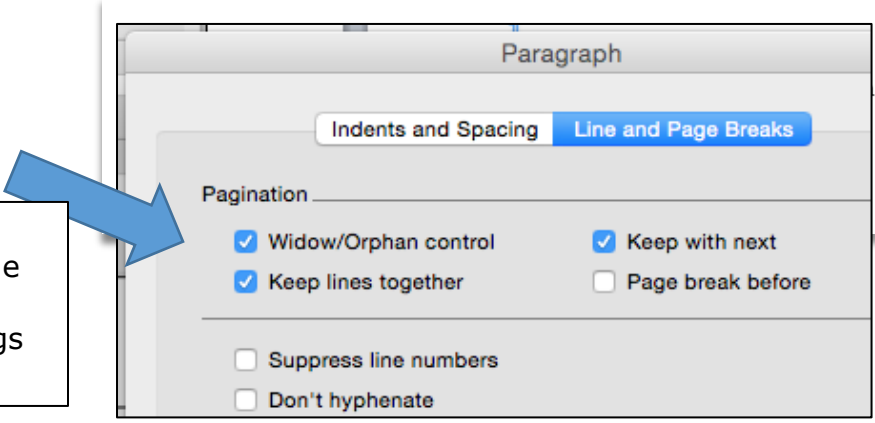 Paragraph
Indents and Spacing Line and Page Breaks
Pagination
Widow/Orphan control Keep with next
Keep lines together Page break before
e
gs
Suppress line numbers
Don't hyphenate